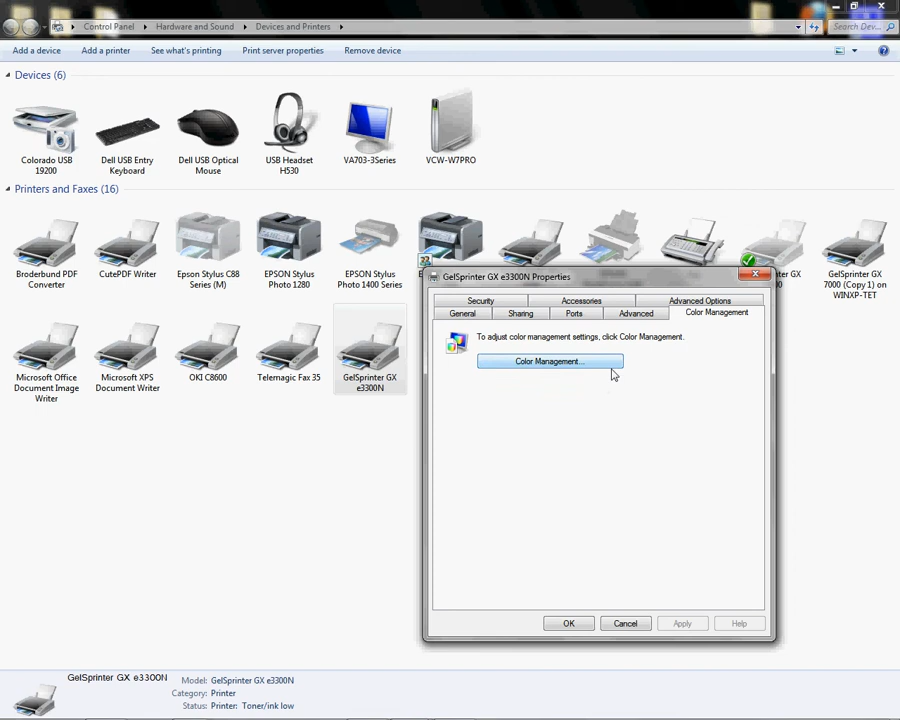 Control Panel ▸ Hardware and Sound ▸ Devices and Printers ▸
Search Dev...
Add a device
Add a printer
See what's printing
Print server properties
Remove device
Devices (6)
Colorado USB
19200
Dell USB Entry
Keyboard
Dell USB Optical
Mouse
USB Headset
H530
VA703-3Series
VCW-W7PRO
Printers and Faxes (16)
Broderbund PDF
Converter
CutePDF Writer
Epson Stylus C88
Series (M)
EPSON Stylus
Photo 1280
EPSON Stylus
Photo 1400 Series
GelSprinter GX
7000 (Copy 1) on
WINXP-TET
Microsoft Office
Document Image
Writer
Microsoft XPS
Document Writer
OKI C8600
Telemagic Fax 35
GelSprinter GX
e3300N
GelSprinter GX e3300N Properties
Security
Accessories
Advanced Options
General
Sharing
Ports
Advanced
Color Management
To adjust color management settings, click Color Management.
Color Management...
OK
Cancel
Apply
Help
GelSprinter GX e3300N
Model: GelSprinter GX e3300N
Category: Printer
Status: Printer: Toner/ink low